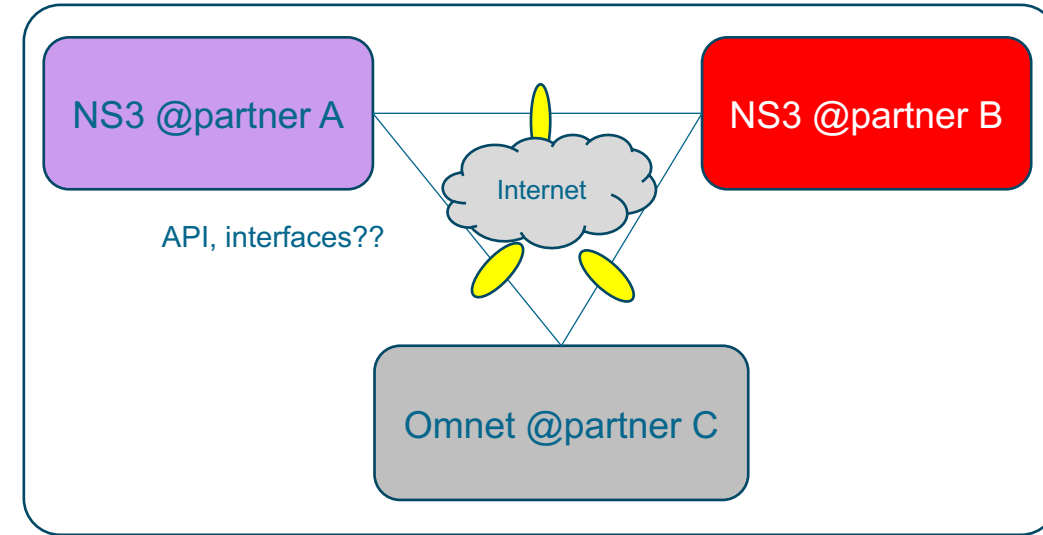 NS3 @partner A
NS3 @partner B
Internet
API, interfaces??
Omnet @partner C